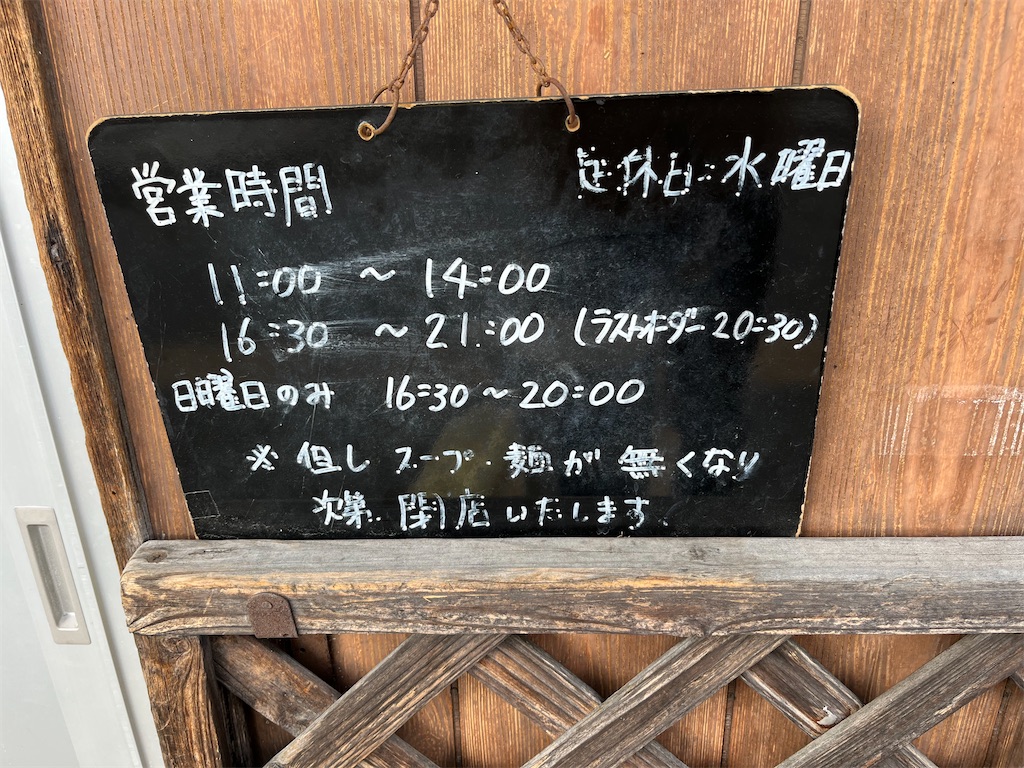 営業時間
定休日:水曜日
11:00 ~ 14:00
16:30 ~ 21:00 (ラストオーダー 20:30)
日曜日のみ 16:30~20:00
※ 但し スープ・麺が無くなり
次第 閉店いたします。